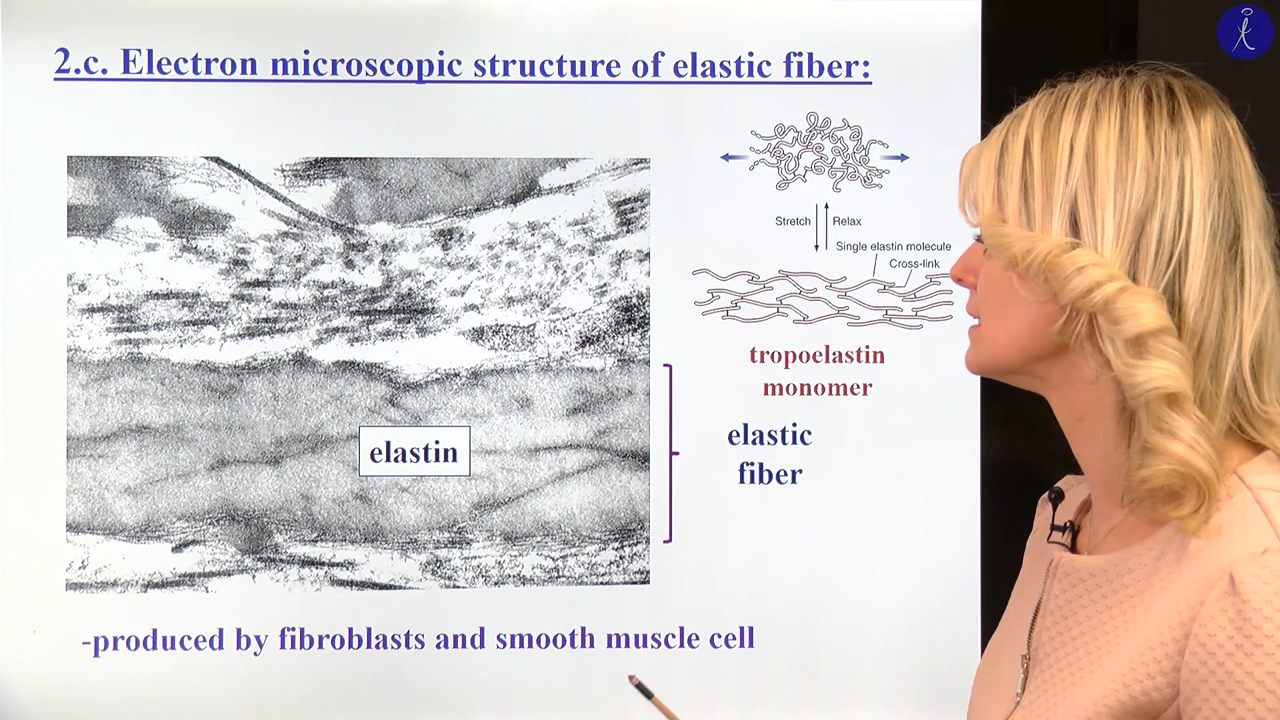 2.c. Electron microscopic structure of elastic fiber:
Stretch
Relax
Single elastin molecule
Cross-link
tropoelastin
monomer
elastic
fiber
elastin
-produced by fibroblasts and smooth muscle cell